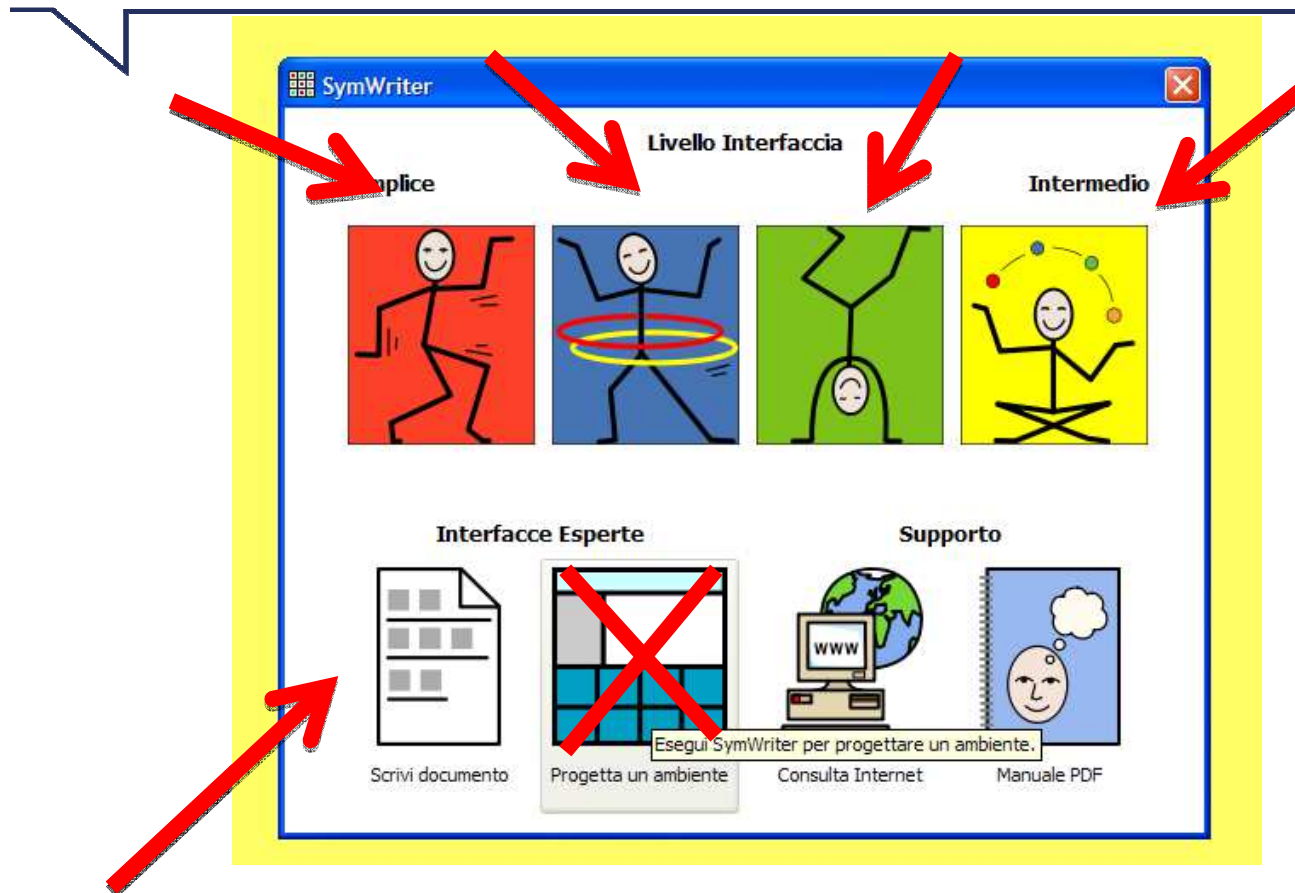 SymWriter
Livello Interfaccia
mplice
Intermedio
Interfacce Esperte
Supporto
www
Esegui SymWriter per progettare un ambiente.
Scrivi documento
Progetta un ambiente
Consulta Internet
Manuale PDF